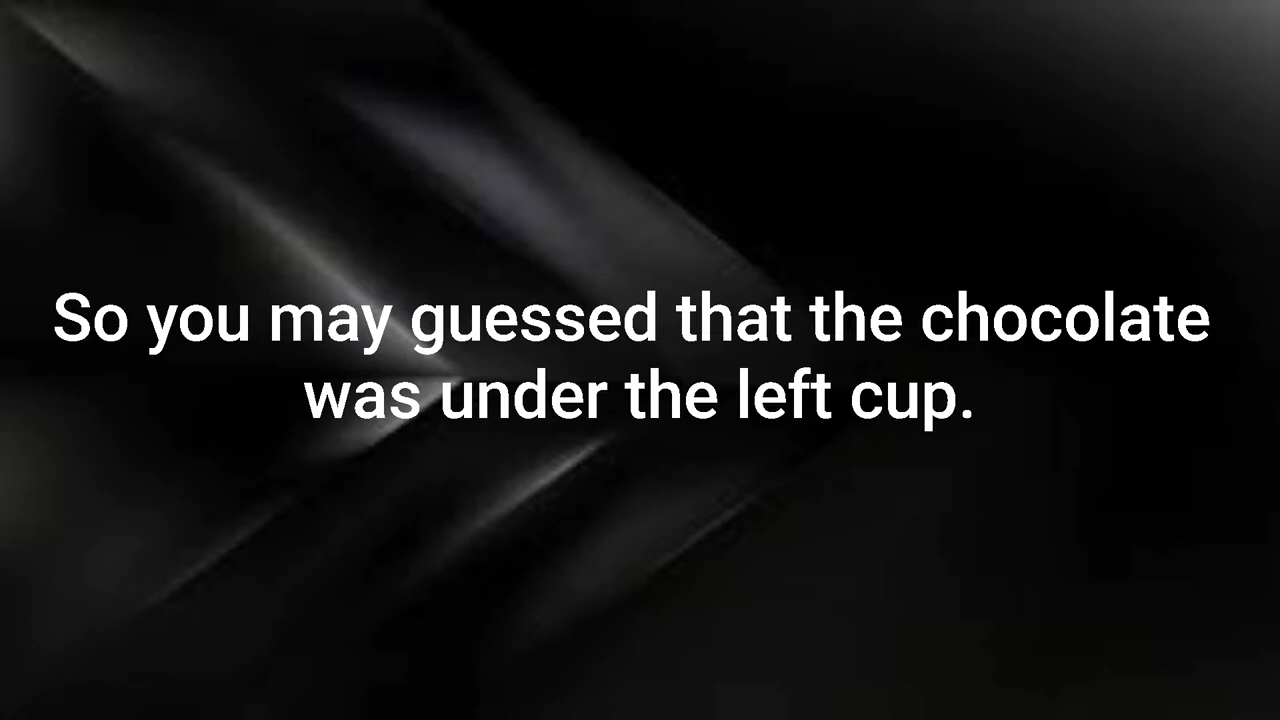 So you may guessed that the chocolate
was under the left cup.